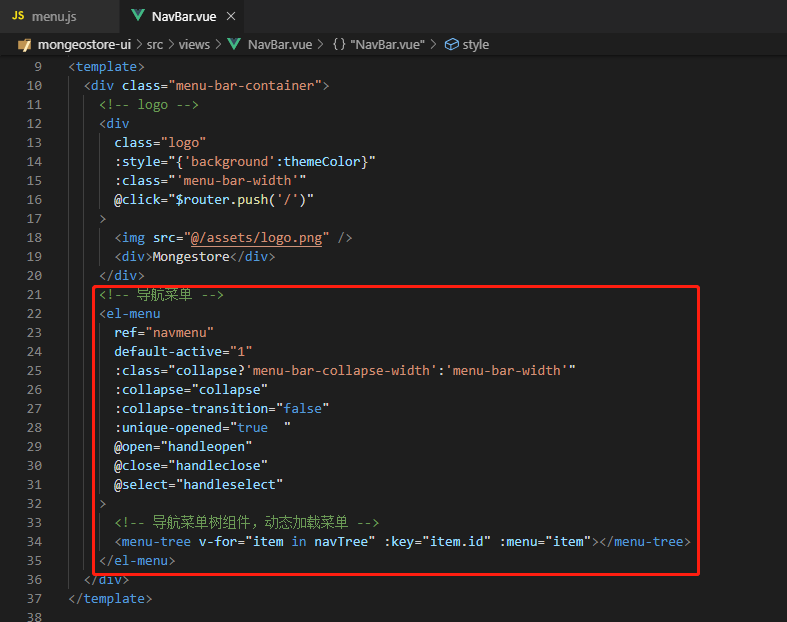 JS menu.js NavBar.vue ×
mongeostore-ui > src > views > NavBar.vue > {} "NavBar.vue" > style
9 <template>
10 <div class="menu-bar-container">
11 <!-- logo -->
12 <div
13 class="logo"
14 :style="{'background':themeColor}"
15 :class="'menu-bar-width'"
16 @click="$router.push('/')"
17 >
18 <img src="@/assets/logo.png" />
19 <div>Mongestore</div>
20 </div>
21 <!-- 导航菜单 -->
22 <el-menu
23 ref="navmenu"
24 default-active="1"
25 :class="collapse?'menu-bar-collapse-width':'menu-bar-width'"
26 :collapse="collapse"
27 :collapse-transition="false"
28 :unique-opened="true  "
29 @open="handleopen"
30 @close="handleclose"
31 @select="handleselect"
32 >
33 <!-- 导航菜单树组件，动态加载菜单 -->
34 <menu-tree v-for="item in navTree" :key="item.id" :menu="item"></menu-tree>
35 </el-menu>
36 </div>
37 </template>
38